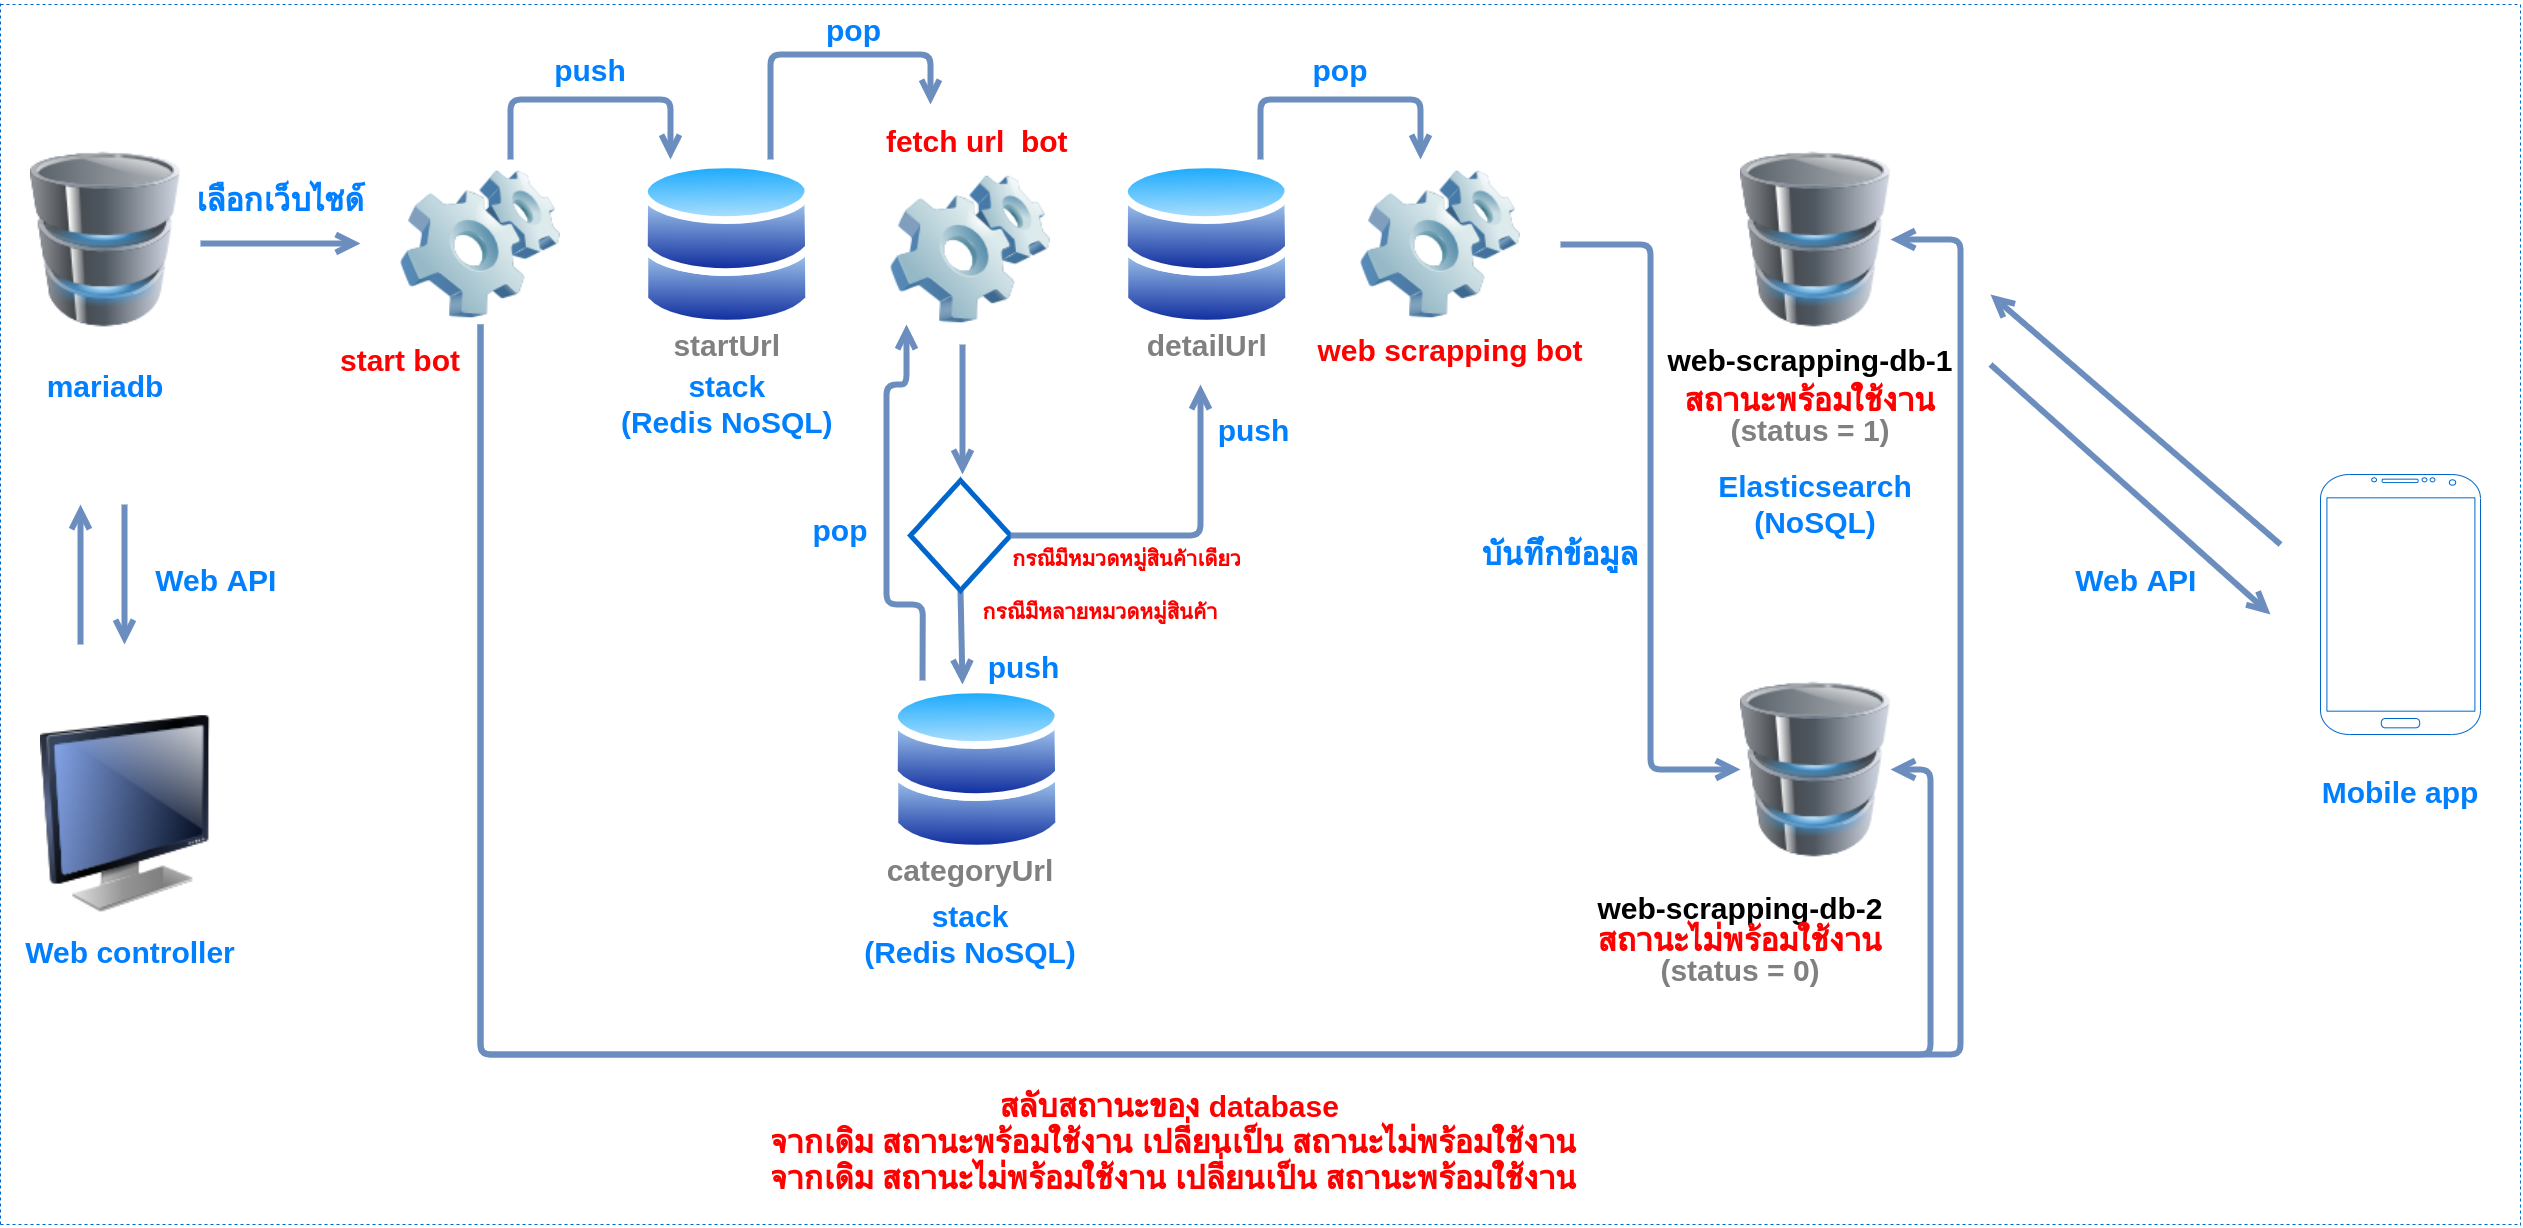 pop
push
pop
fetch url  bot
เลือกเว็บไซด์
startUrl
detailUrl
web scrapping bot
start bot
web-scrapping-db-1
mariadb
stack
(Redis NoSQL)
สถานะพร้อมใช้งาน
(status = 1)
push
Elasticsearch
(NoSQL)
pop
กรณีมีหมวดหมู่สินค้าเดียว
บันทึกข้อมูล
Web API
Web API
กรณีมีหลายหมวดหมู่สินค้า
push
Mobile app
categoryUrl
stack
(Redis NoSQL)
web-scrapping-db-2
สถานะไม่พร้อมใช้งาน
(status = 0)
Web controller
สลับสถานะของ database
จากเดิม สถานะพร้อมใช้งาน เปลี่ยนเป็น สถานะไม่พร้อมใช้งาน
จากเดิม สถานะไม่พร้อมใช้งาน เปลี่ยนเป็น สถานะพร้อมใช้งาน